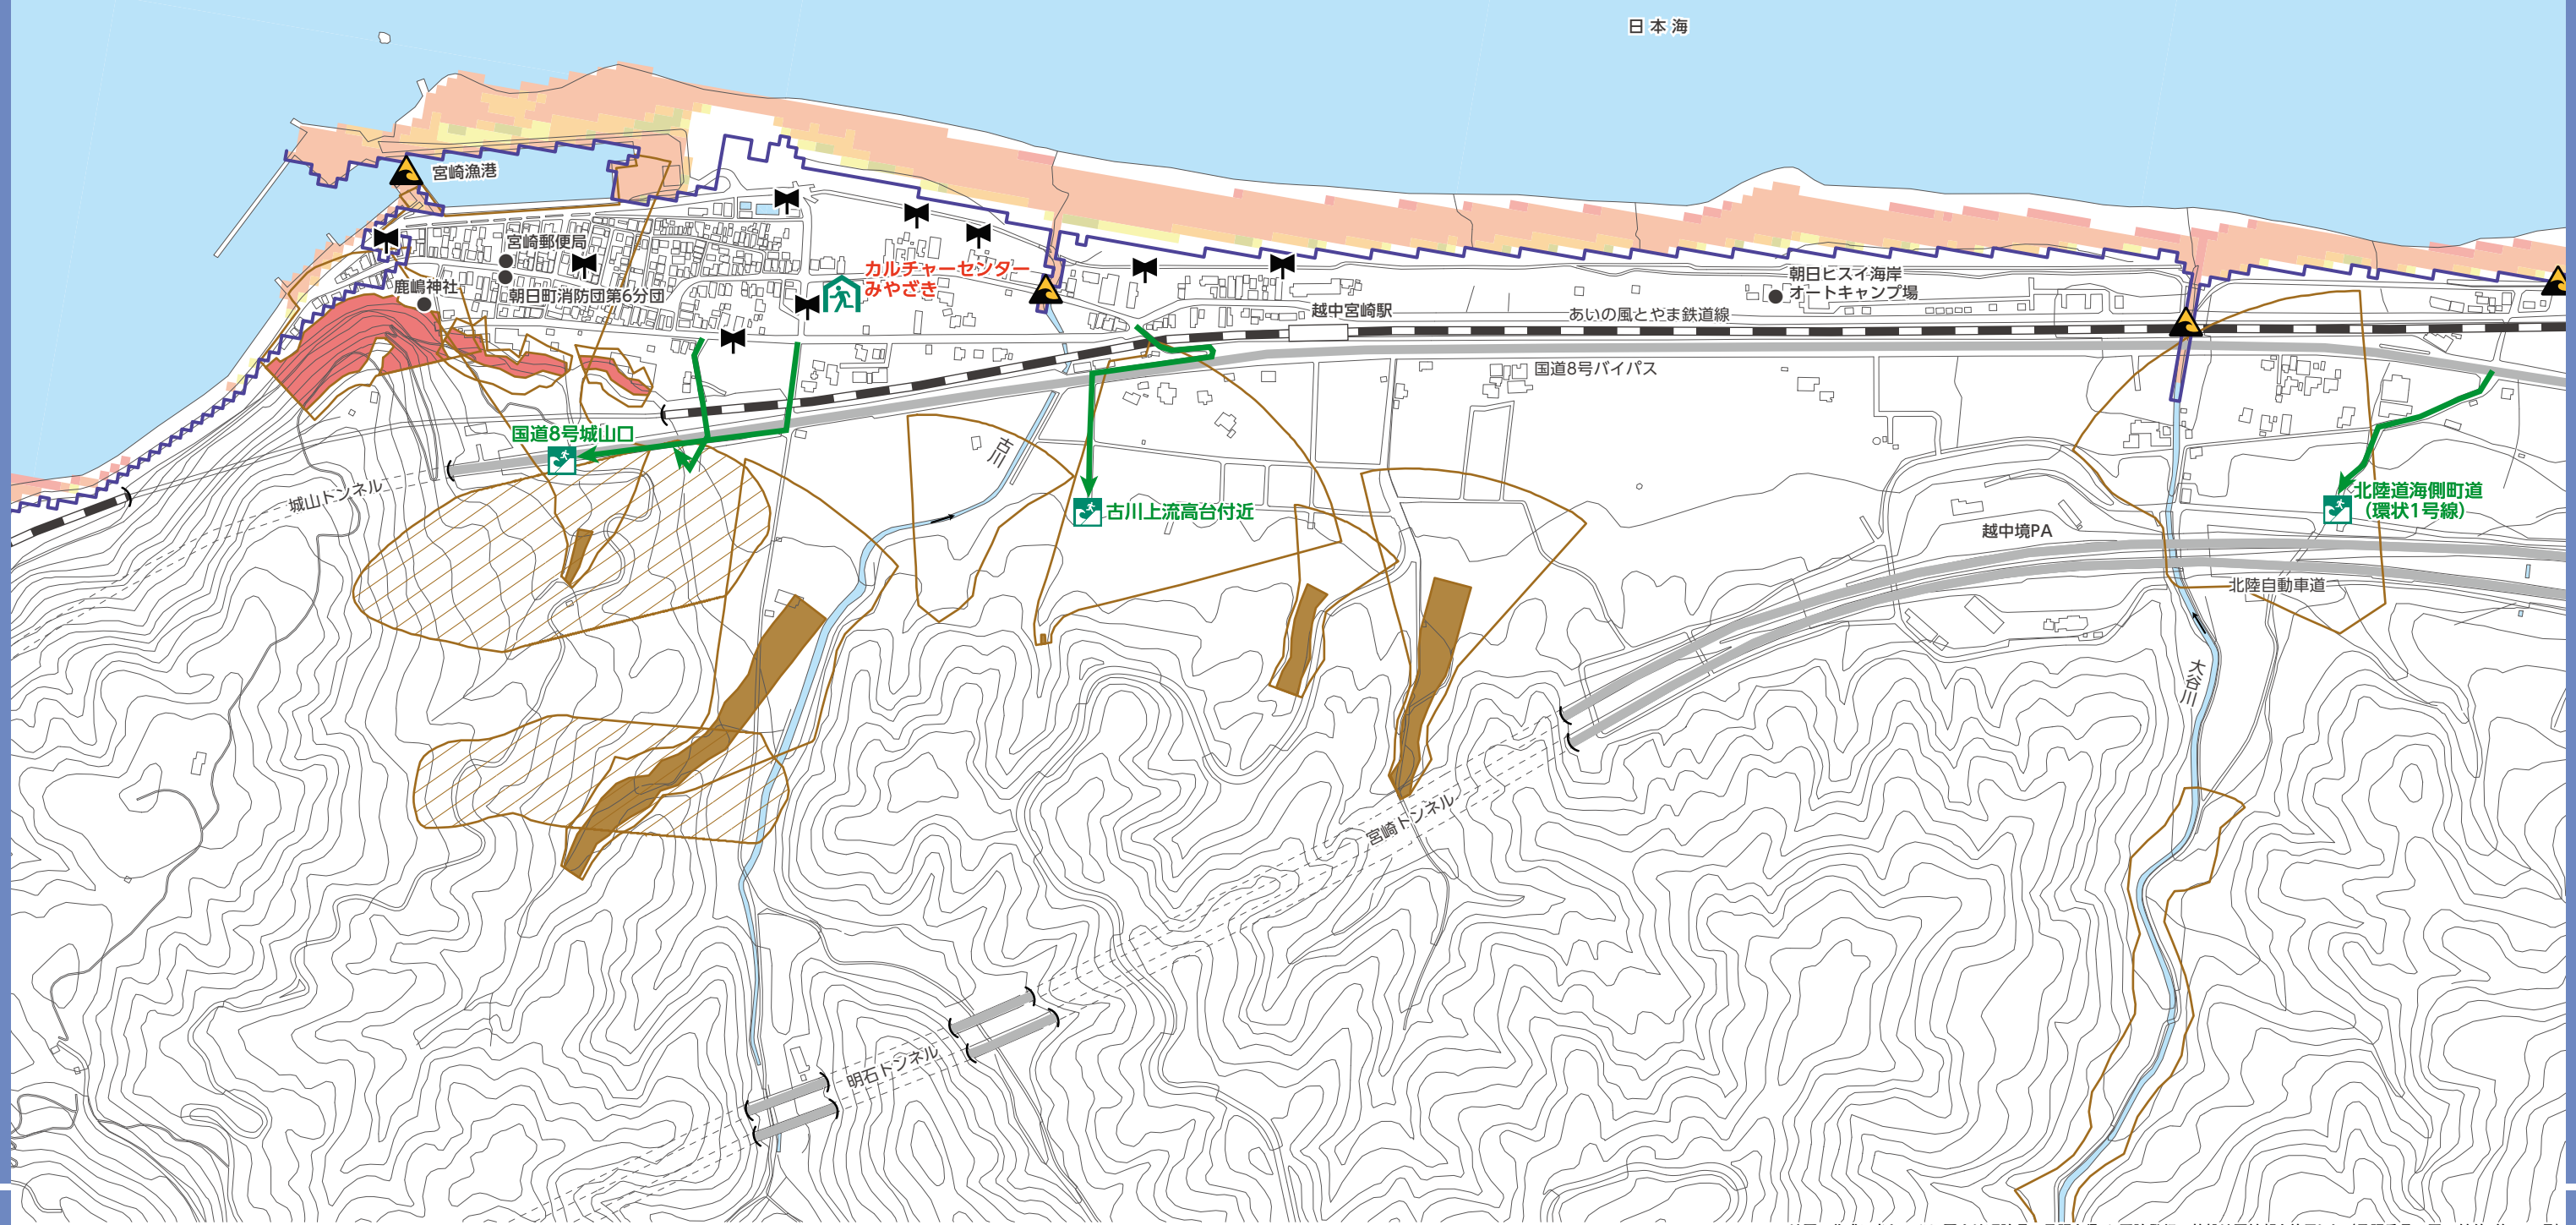 日本海
宮崎漁港
宮崎郵便局
鹿嶋神社
朝日町消防団第6分団
カルチャーセンター
みやざき
越中宮崎駅
あいの風とやま鉄道線
朝日ヒスイ海岸
オートキャンプ場
国道8号バイパス
国道8号城山口
城山トンネル
古川
古川上流高台付近
北陸道海側町道
(環状1号線)
越中境PA
北陸自動車道
大谷川
宮崎トンネル
明石トンネル